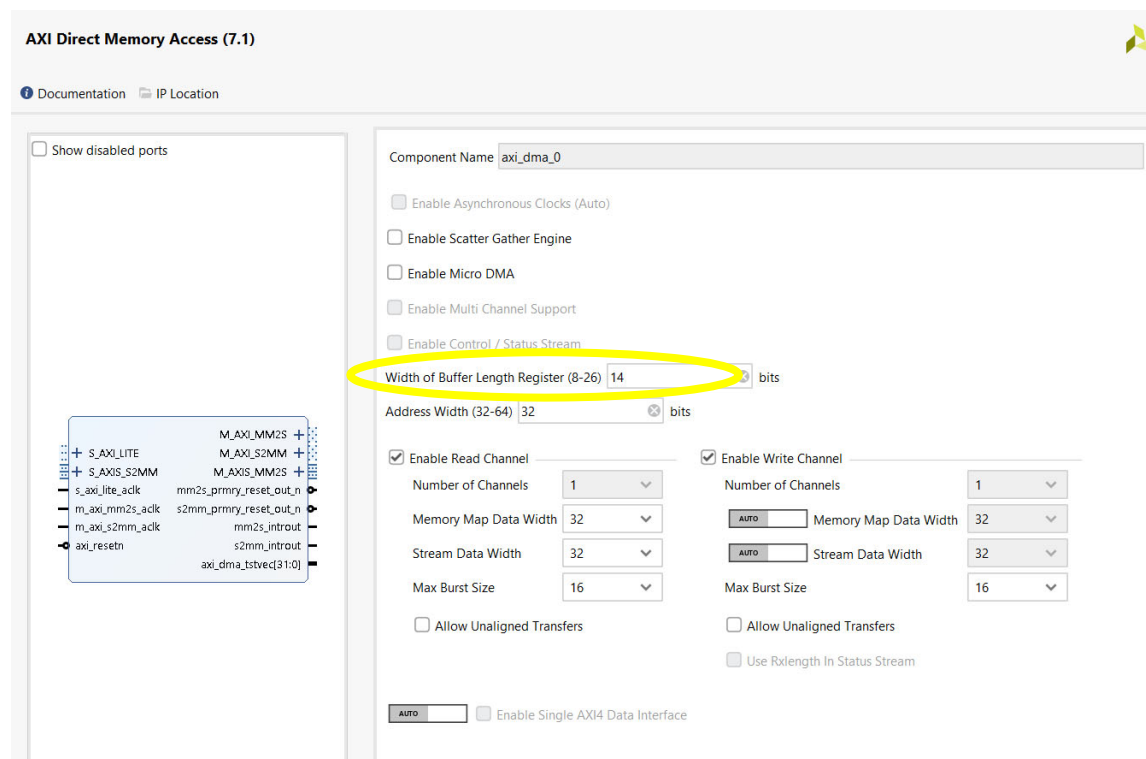 AXI Direct Memory Access (7.1)
Documentation IP Location
Show disabled ports
M_AXI_MM2S
S_AXI_LITE M_AXI_S2MM
S_AXIS_S2MM M_AXIS_MM2S
s_axi_lite_aclk mm2s_prmry_reset_out_n
m_axi_mm2s_aclk s2mm_prmry_reset_out_n
m_axi_s2mm_aclk mm2s_introut
axi_resetn s2mm_introut
axi_dma_tstvec[31:0]
Component Name axi_dma_0
Enable Asynchronous Clocks (Auto)
Enable Scatter Gather Engine
Enable Micro DMA
Enable Multi Channel Support
Enable Control / Status Stream
Width of Buffer Length Register (8-26) 14 bits
Address Width (32-64) 32 bits
Enable Read Channel
Number of Channels 1
Memory Map Data Width 32
Stream Data Width 32
Max Burst Size 16
Allow Unaligned Transfers
Enable Write Channel
Number of Channels 1
AUTO Memory Map Data Width 32
AUTO Stream Data Width 32
Max Burst Size 16
Allow Unaligned Transfers
Use Rxlength In Status Stream
AUTO Enable Single AXI4 Data Interface